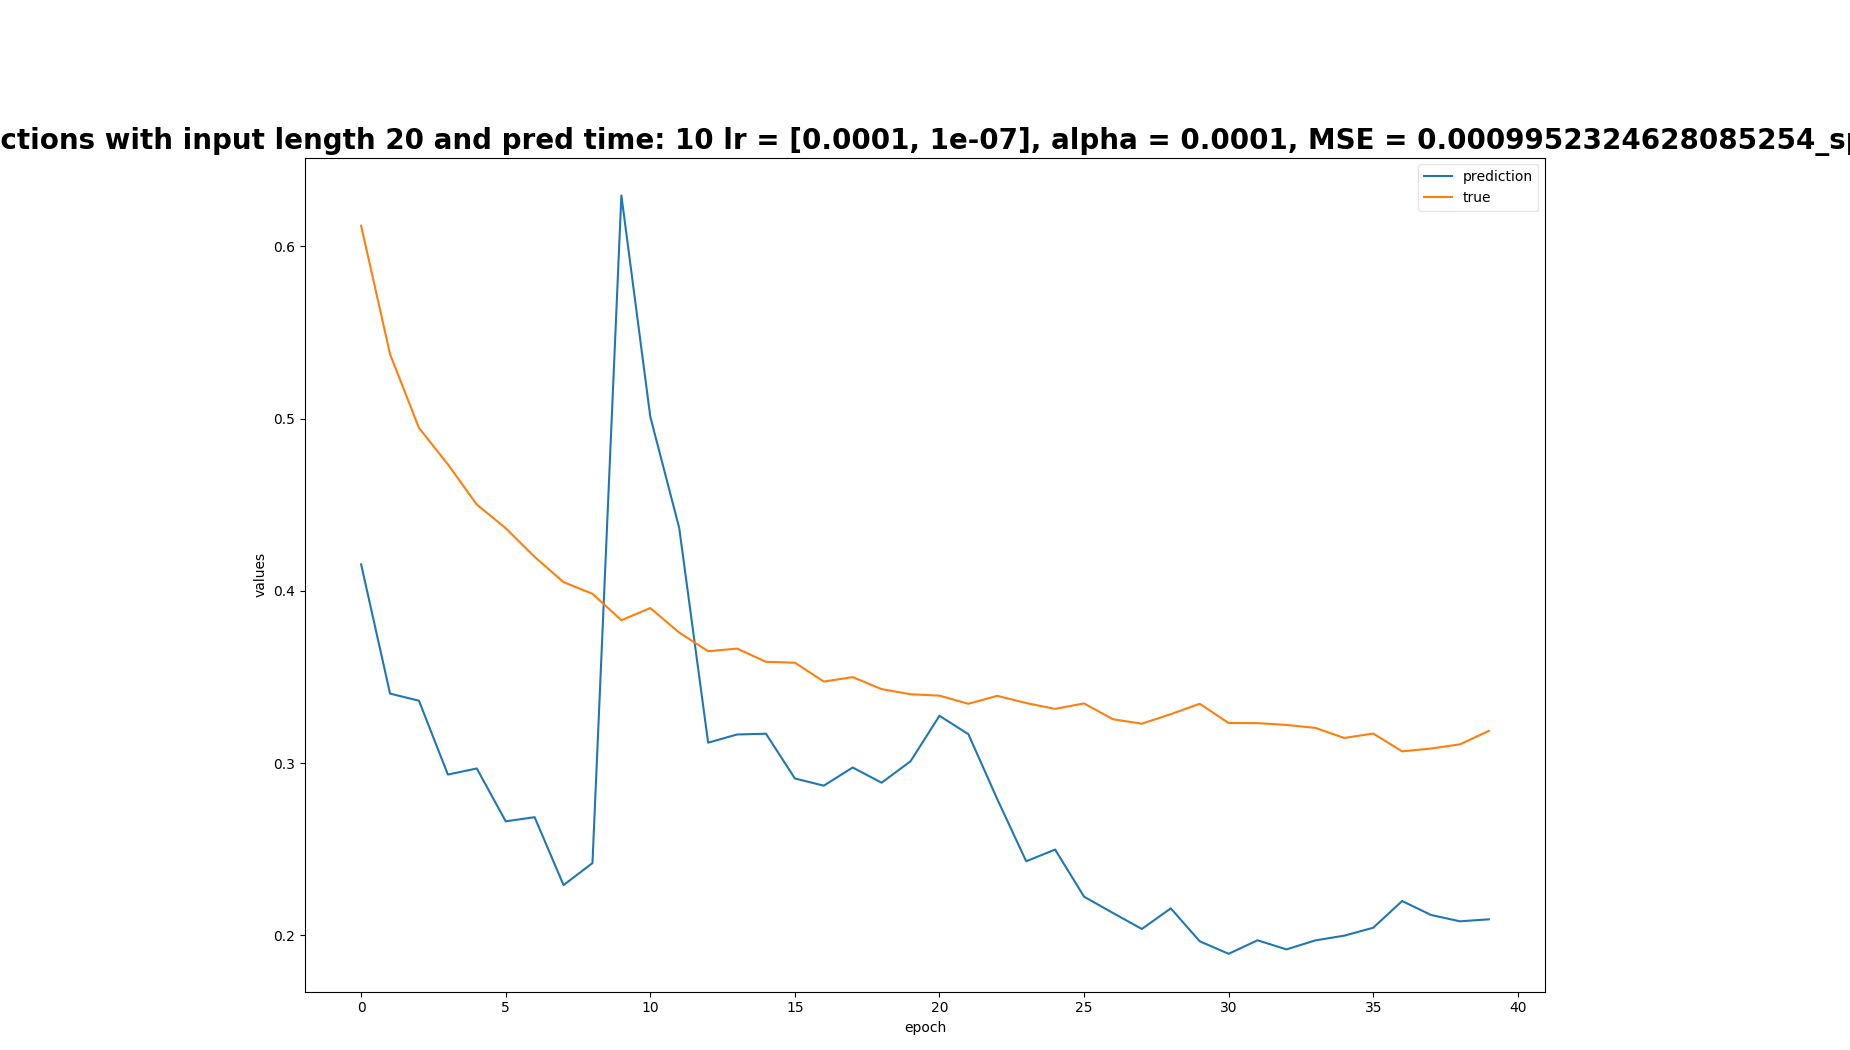 ctions with input length 20 and pred time: 10 lr = [0.0001, 1e-07], alpha = 0.0001, MSE = 0.0009952324628085254_sp
prediction
true
0.6
0.5
0.4
0.3
0.2
values
0 5 10 15 20 25 30 35 40
epoch